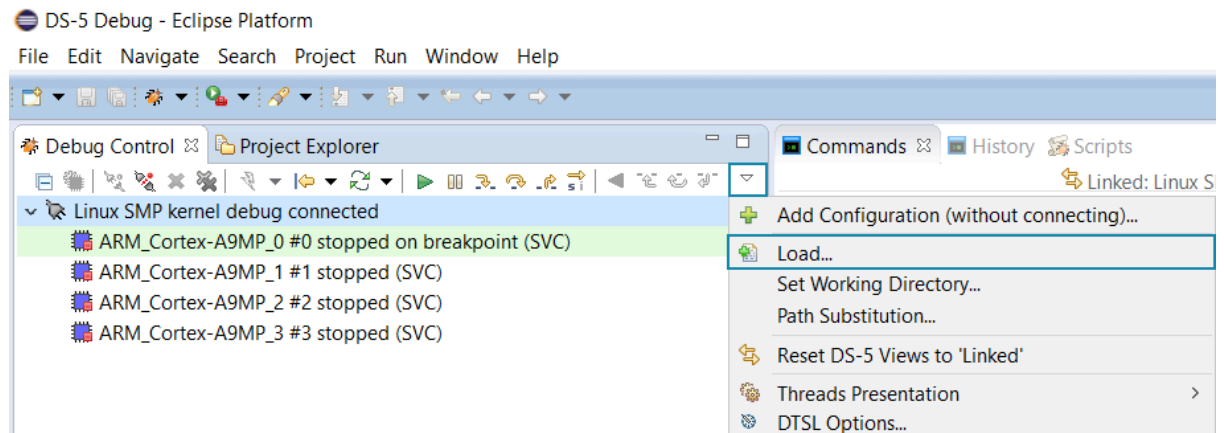 DS-5 Debug - Eclipse Platform
File Edit Navigate Search Project Run Window Help
Debug Control Project Explorer
Commands History Scripts
Linked: Linux S
Linux SMP kernel debug connected
ARM_Cortex-A9MP_0 #0 stopped on breakpoint (SVC)
ARM_Cortex-A9MP_1 #1 stopped (SVC)
ARM_Cortex-A9MP_2 #2 stopped (SVC)
ARM_Cortex-A9MP_3 #3 stopped (SVC)
Add Configuration (without connecting)...
Load...
Set Working Directory...
Path Substitution...
Reset DS-5 Views to 'Linked'
Threads Presentation
DTSL Options...